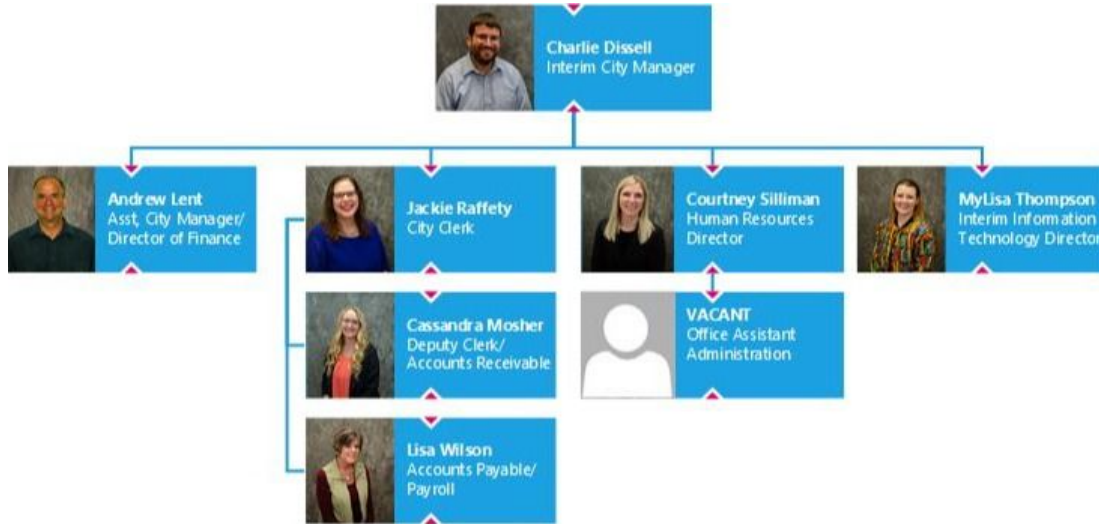 Charlie Dissell
Interim City Manager
Andrew Lent
Asst, City Manager/
Director of Finance
Jackie Raffety
City Clerk
Courtney Silliman
Human Resources
Director
MyLisa Thompson
Interim Information
Technology Director
Cassandra Mosher
Deputy Clerk/
Accounts Receivable
VACANT
Office Assistant
Administration
Lisa Wilson
Accounts Payable/
Payroll